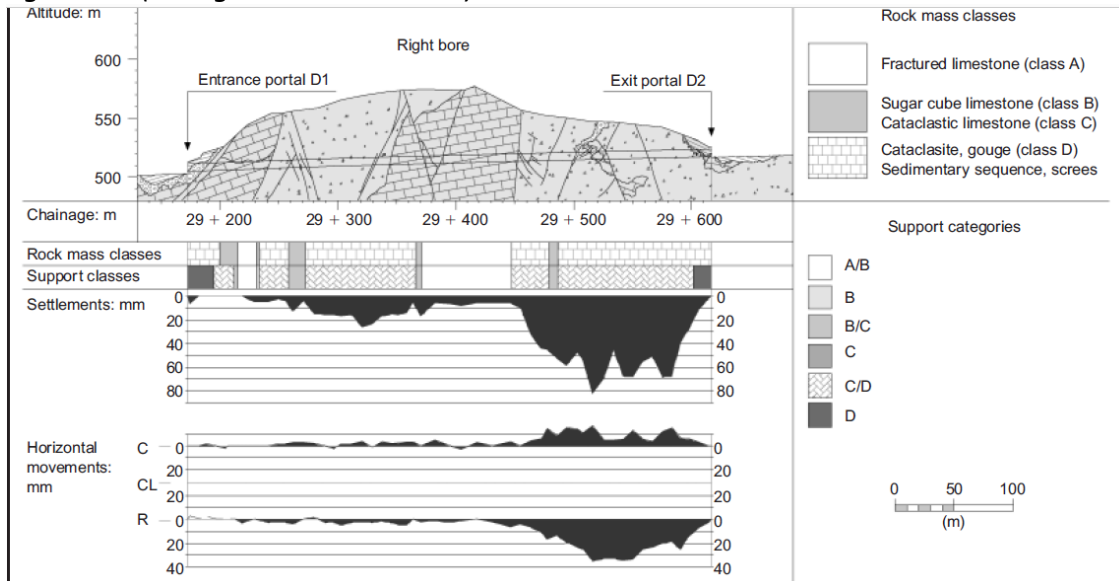 Altitude: m
Right bore
600
Entrance portal D1
Exit portal D2
550
500
Chainage: m
29 + 200
29 + 300
29 + 400
29 + 500
29 + 600
Rock mass classes
Support classes
Settlements: mm
0
20
40
60
80
0
20
40
60
80
Horizontal
movements:
mm
C
0
20
CL
20
R
0
20
40
0
20
20
0
20
40
Rock mass classes
Fractured limestone (class A)
Sugar cube limestone (class B)
Cataclastic limestone (class C)
Cataclasite, gouge (class D)
Sedimentary sequence, screes
Support categories
A/B
B
B/C
C
C/D
D
0
50
100
(m)